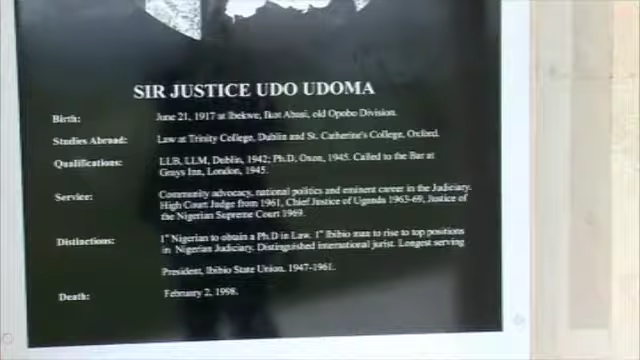 SIR JUSTICE UDO UDOMA
Birth: June 21, 1917 at Ibekwe, Ikot Abasi, old Opobo Division.
Studies Abroad: Law at Trinity College, Dublin and St. Catherine's College, Oxford.
Qualifications: LLB, LLM, Dublin, 1942; Ph.D, Oxon, 1945. Called to the Bar at
Grays Inn, London, 1945.
Service: Community advocacy, national politics and eminent career in the Judiciary.
High Court Judge from 1961, Chief Justice of Uganda 1963-69, Justice of
the Nigerian Supreme Court 1969.
Distinctions: 1st Nigerian to obtain a Ph.D in Law. 1st Ibibio man to rise to top positions
in Nigerian Judiciary. Distinguished international jurist. Longest serving
President, Ibibio State Union, 1947-1961.
Death: February 2, 1998.